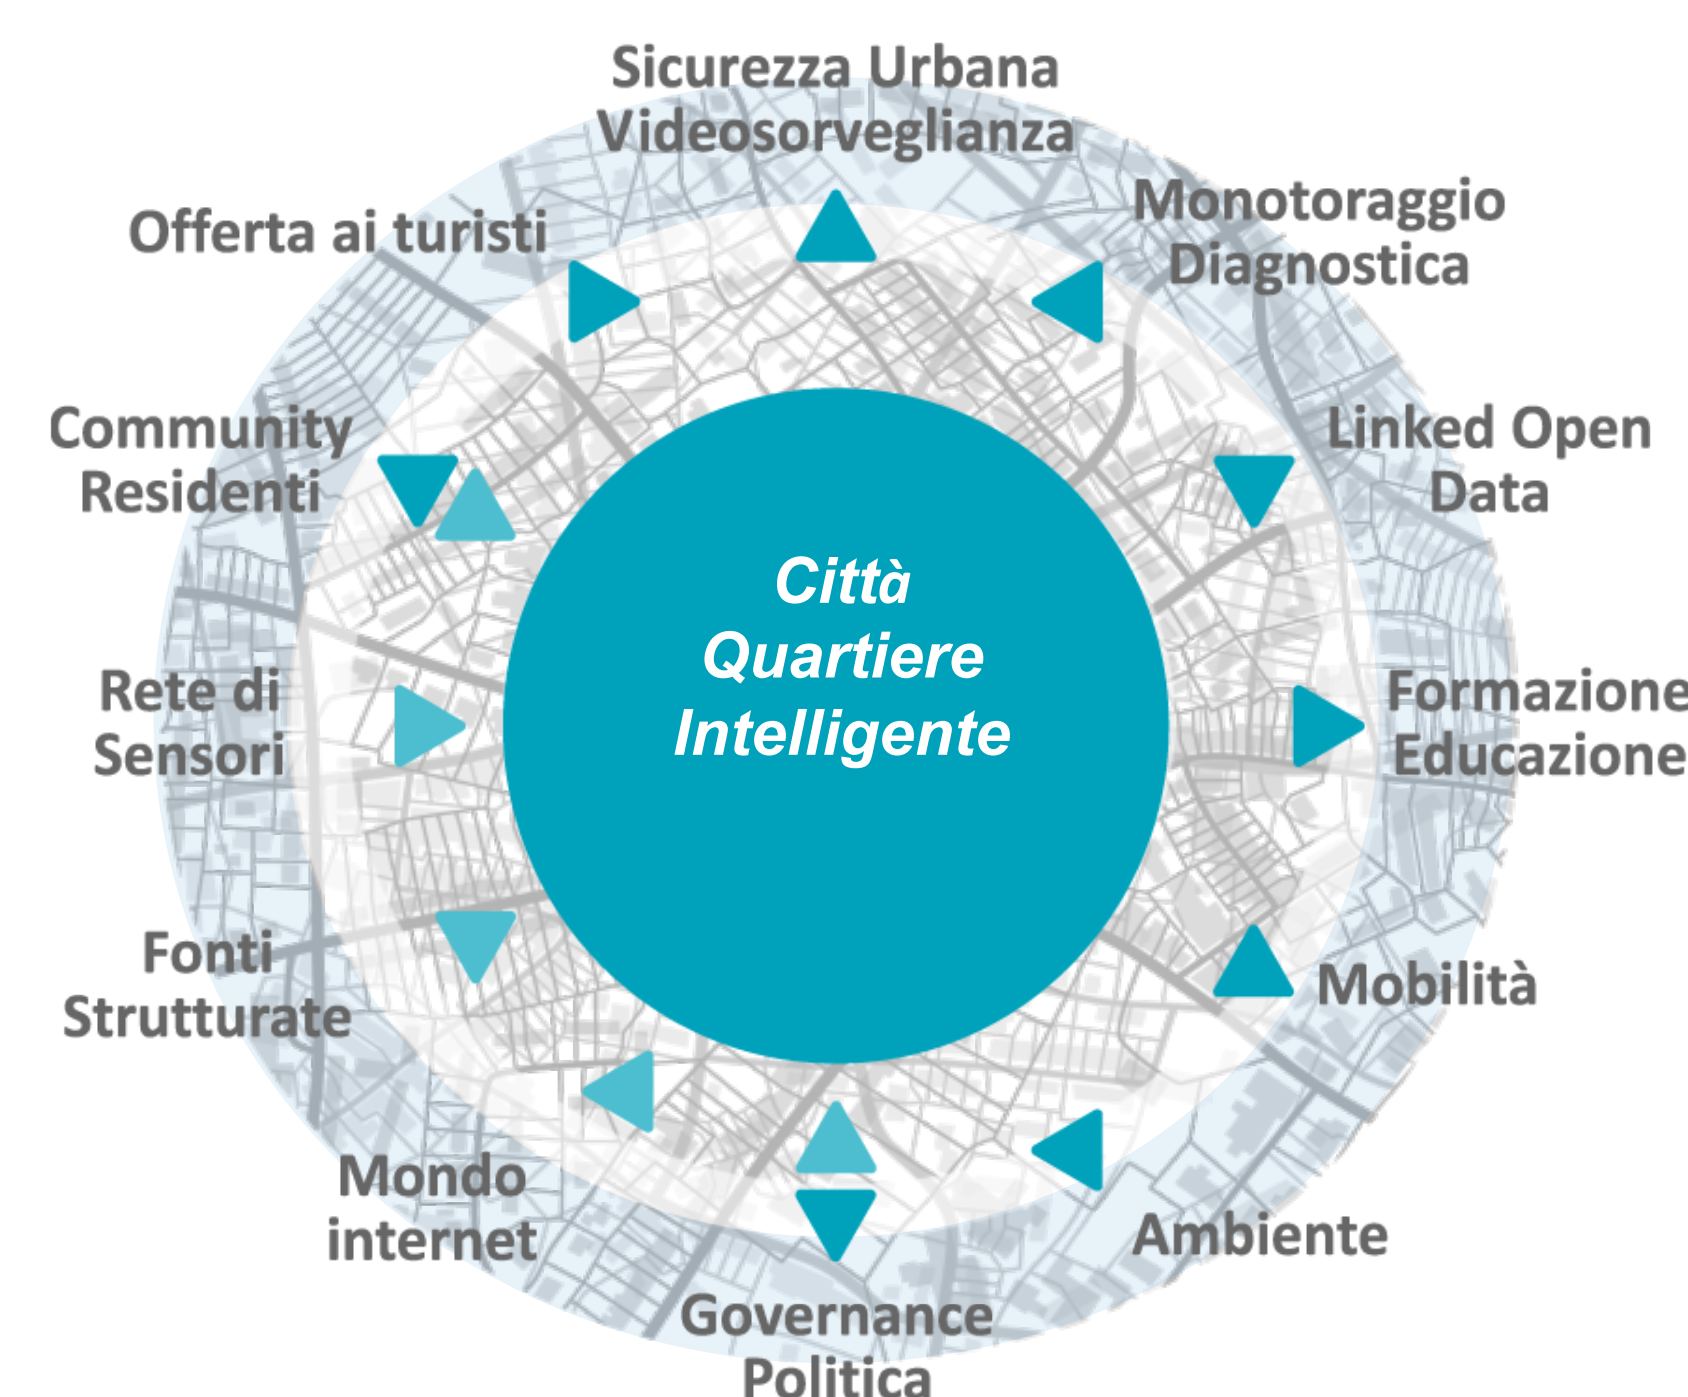 Sicurezza Urbana
Videosorveglianza
Monotoraggio
Diagnostica
Offerta ai turisti
Community
Residenti
Linked Open
Data
Città
Quartiere
Intelligente
Rete di
Sensori
Formazione
Educazione
Fonti
Strutturate
Mobilità
Mondo
internet
Ambiente
Governance
Politica